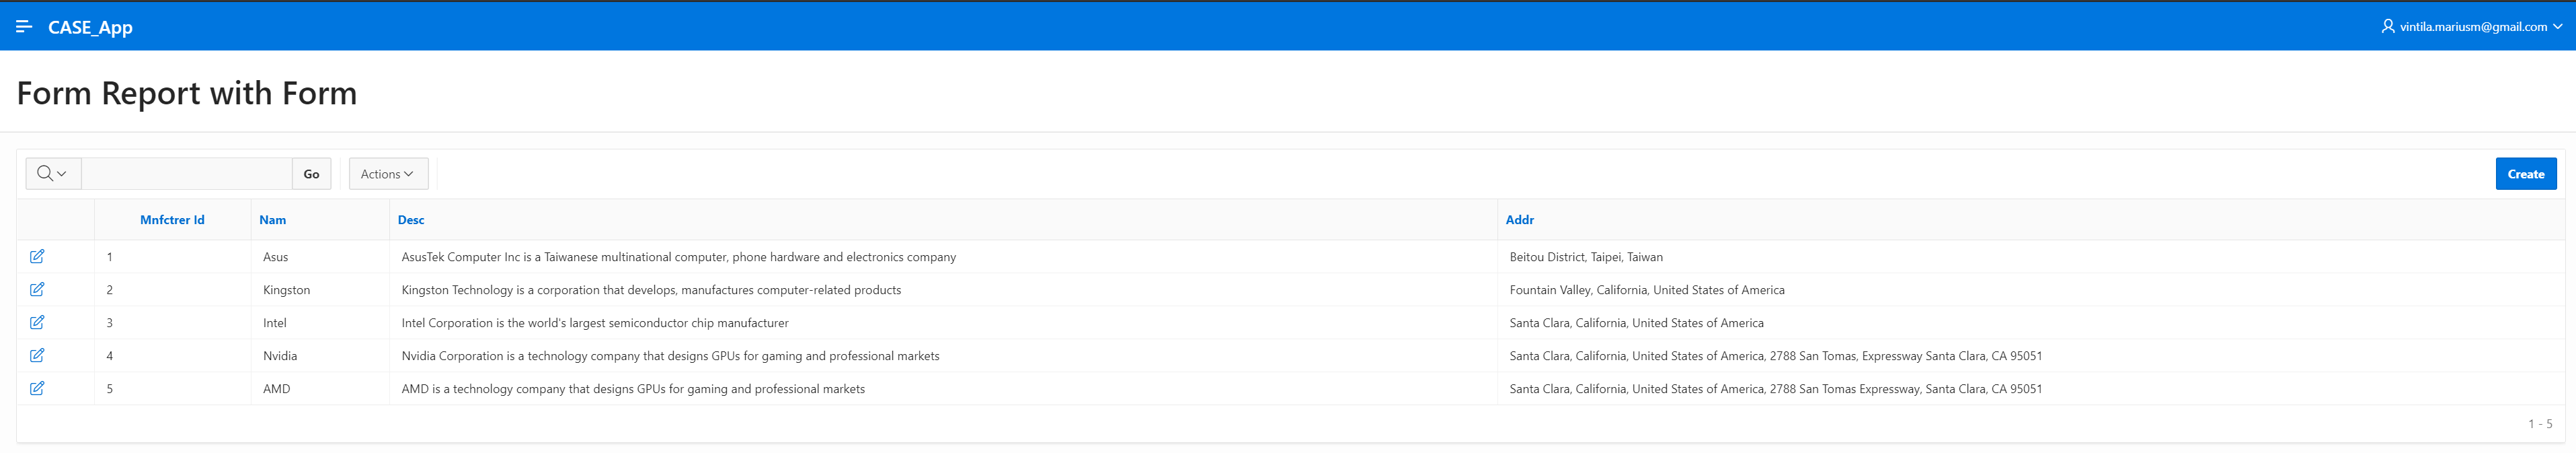 CASE_App
vintila.mariusm@gmail.com
Form Report with Form
Go
Actions
Create
Mnfctrer Id Nam Desc Addr
1 Asus AsusTek Computer Inc is a Taiwanese multinational computer, phone hardware and electronics company Beitou District, Taipei, Taiwan
2 Kingston Kingston Technology is a corporation that develops, manufactures computer-related products Fountain Valley, California, United States of America
3 Intel Intel Corporation is the world's largest semiconductor chip manufacturer Santa Clara, California, United States of America
4 Nvidia Nvidia Corporation is a technology company that designs GPUs for gaming and professional markets Santa Clara, California, United States of America, 2788 San Tomas, Expressway Santa Clara, CA 95051
5 AMD AMD is a technology company that designs GPUs for gaming and professional markets Santa Clara, California, United States of America, 2788 San Tomas Expressway, Santa Clara, CA 95051
1 - 5